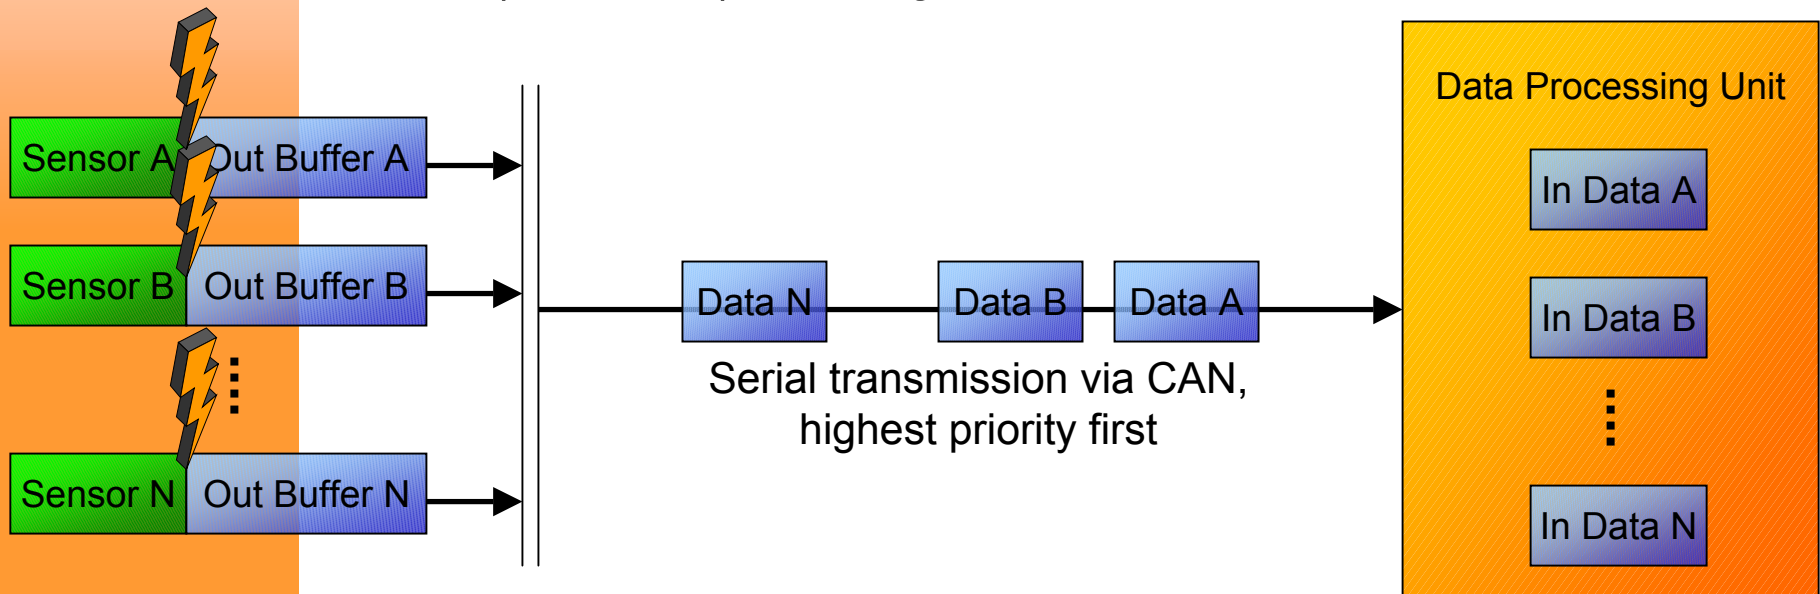 Data Processing Unit
Sensor A
Out Buffer A
In Data A
Sensor B
Out Buffer B
Data N
Data B
Data A
In Data B
Serial transmission via CAN,
highest priority first
Sensor N
Out Buffer N
In Data N